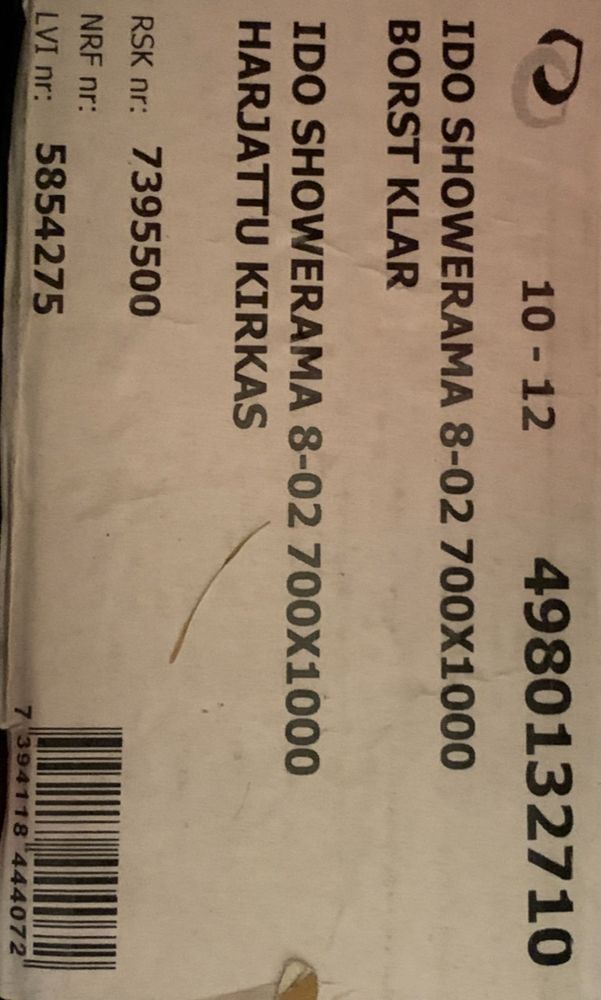 10 - 12 4980132710
IDO SHOWERAMA 8-02 700X1000
BORST KLAR
IDO SHOWERAMA 8-02 700X1000
HARJATTU KIRKAS
RSK nr: 7395500
NRF nr:
LVI nr: 5854275
7 394118 444072